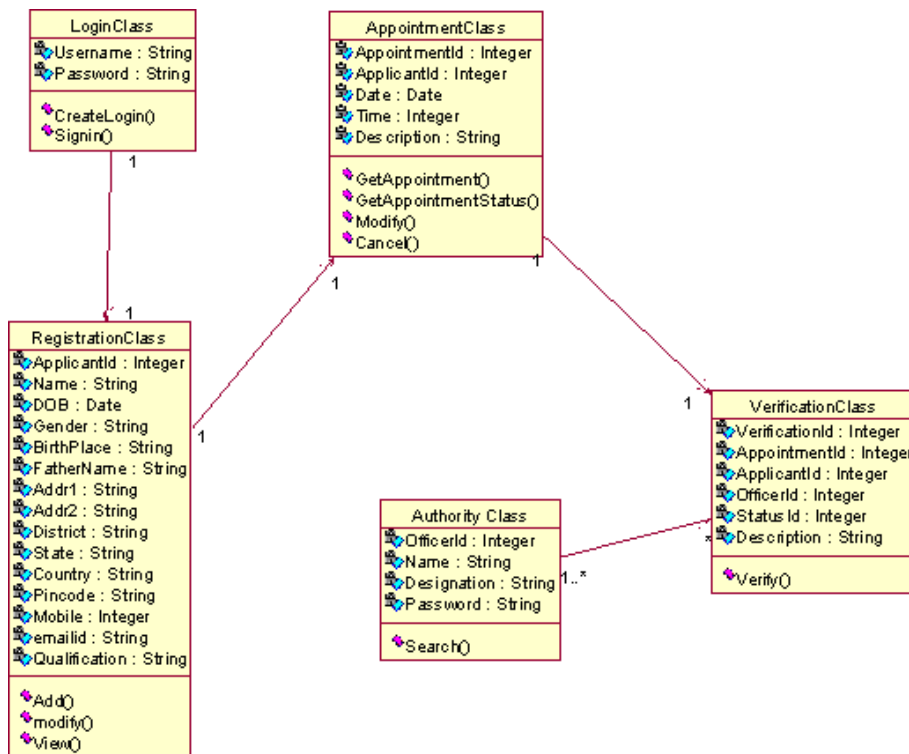 LoginClass
Username : String
Password : String
CreateLogin()
Signin()
1
1
AppointmentClass
AppointmentId : Integer
ApplicantId : Integer
Date : Date
Time : Integer
Description : String
GetAppointment()
GetAppointmentStatus()
Modify()
Cancel()
1
1
RegistrationClass
ApplicantId : Integer
Name : String
DOB : Date
Gender : String
BirthPlace : String
FatherName : String
Addr1 : String
Addr2 : String
District : String
State : String
Country : String
Pincode : String
Mobile : Integer
emailid : String
Qualification : String
Add()
modify()
View()
1
1
VerificationClass
VerificationId : Integer
AppointmentId : Integer
ApplicantId : Integer
OfficerId : Integer
StatusId : Integer
Description : String
Verify()
*
Authority Class
OfficerId : Integer
Name : String
Designation : String
Password : String
Search()
1..*